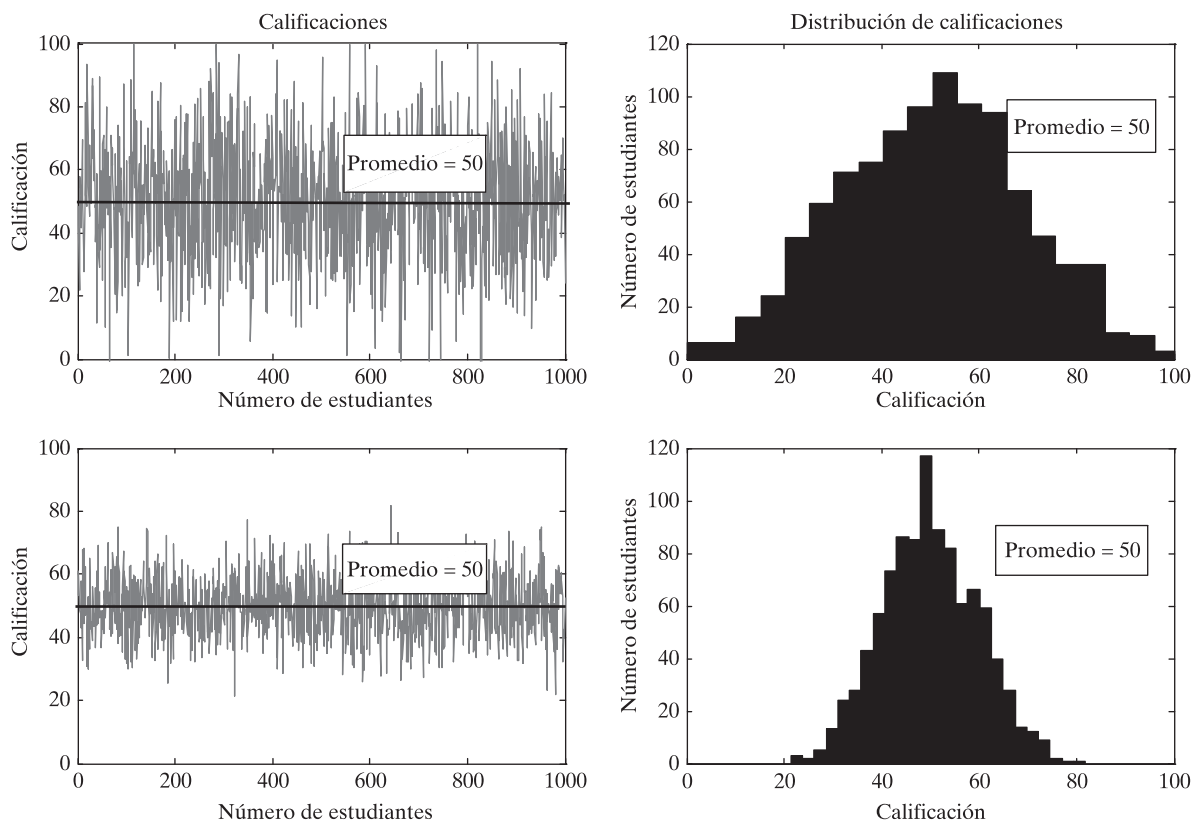 Calificaciones
100
80
60
40
20
0
Calificación
Promedio = 50
0 200 400 600 800 1000
Número de estudiantes
Distribución de calificaciones
120
100
80
60
40
20
0
Número de estudiantes
Promedio = 50
0 20 40 60 80 100
Calificación
100
80
60
40
20
0
Calificación
Promedio = 50
0 200 400 600 800 1000
Número de estudiantes
120
100
80
60
40
20
0
Número de estudiantes
Promedio = 50
0 20 40 60 80 100
Calificación